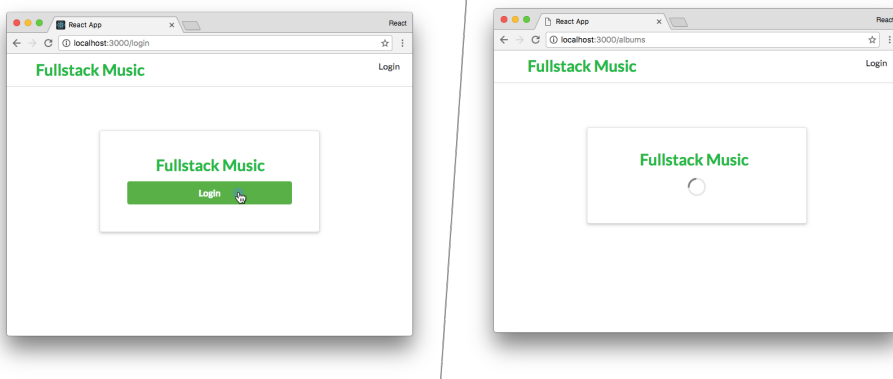 React App
React
localhost:3000/login
Fullstack Music
Login
Fullstack Music
Login
React App
React
localhost:3000/albums
Fullstack Music
Login
Fullstack Music